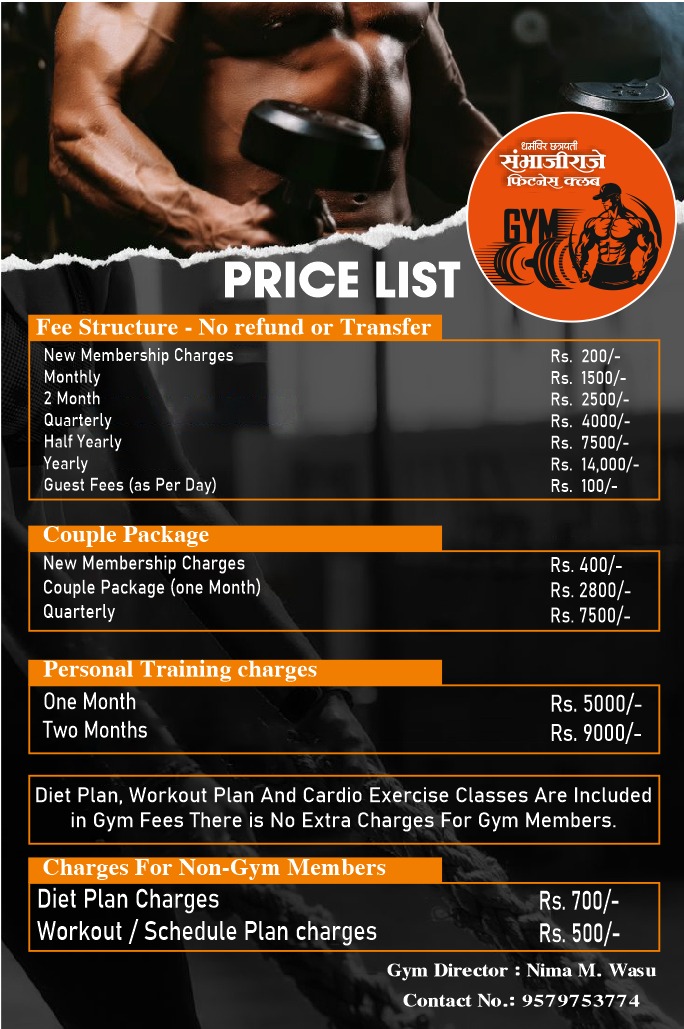 धर्मविर छत्रपती
संभाजीराजे
फिटनेस क्लब
GYM
PRICE LIST
Fee Structure - No refund or Transfer
New Membership Charges Rs. 200/-
Monthly Rs. 1500/-
2 Month Rs. 2500/-
Quarterly Rs. 4000/-
Half Yearly Rs. 7500/-
Yearly Rs. 14,000/-
Guest Fees (as Per Day) Rs. 100/-
Couple Package
New Membership Charges Rs. 400/-
Couple Package (one Month) Rs. 2800/-
Quarterly Rs. 7500/-
Personal Training charges
One Month Rs. 5000/-
Two Months Rs. 9000/-
Diet Plan, Workout Plan And Cardio Exercise Classes Are Included
in Gym Fees There is No Extra Charges For Gym Members.
Charges For Non-Gym Members
Diet Plan Charges Rs. 700/-
Workout / Schedule Plan charges Rs. 500/-
Gym Director : Nima M. Wasu
Contact No.: 9579753774